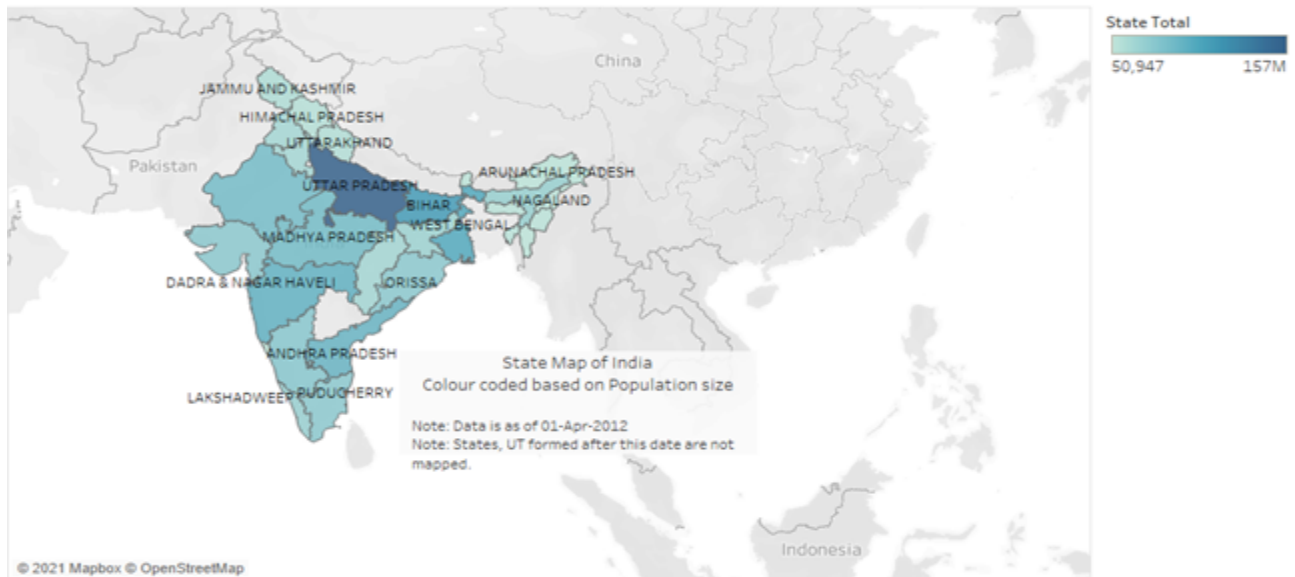 State Total
50,947 157M
China
JAMMU AND KASHMIR
HIMACHAL PRADESH
UTTARAKHAND
Pakistan
ARUNACHAL PRADESH
UTTAR PRADESH
NAGALAND
BIHAR
WEST BENGAL
MADHYA PRADESH
DADRA & NAGAR HAVELI
ORISSA
ANDHRA PRADESH
State Map of India
Colour coded based on Population size
LAKSHADWEEP
PUDUCHERRY
Note: Data is as of 01-Apr-2012
Note: States, UT formed after this date are not
mapped.
Indonesia
© 2021 Mapbox © OpenStreetMap